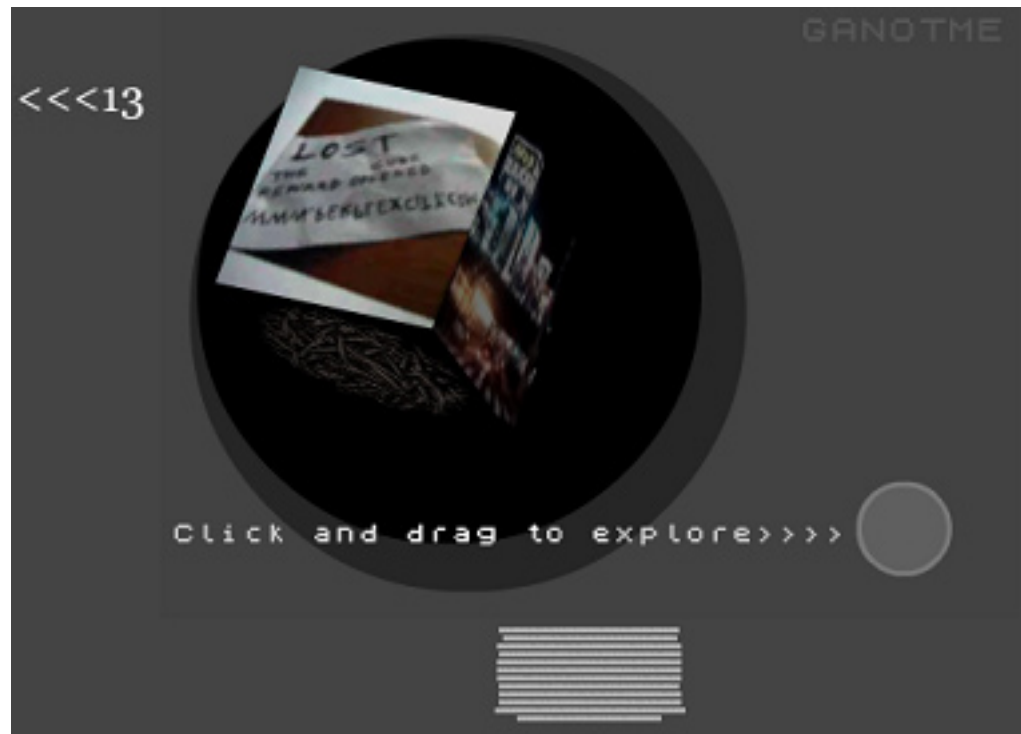 GANOTME
<<<13
LOST
THE CUBE
REWARD OFFERED
Click and drag to explore>>>>